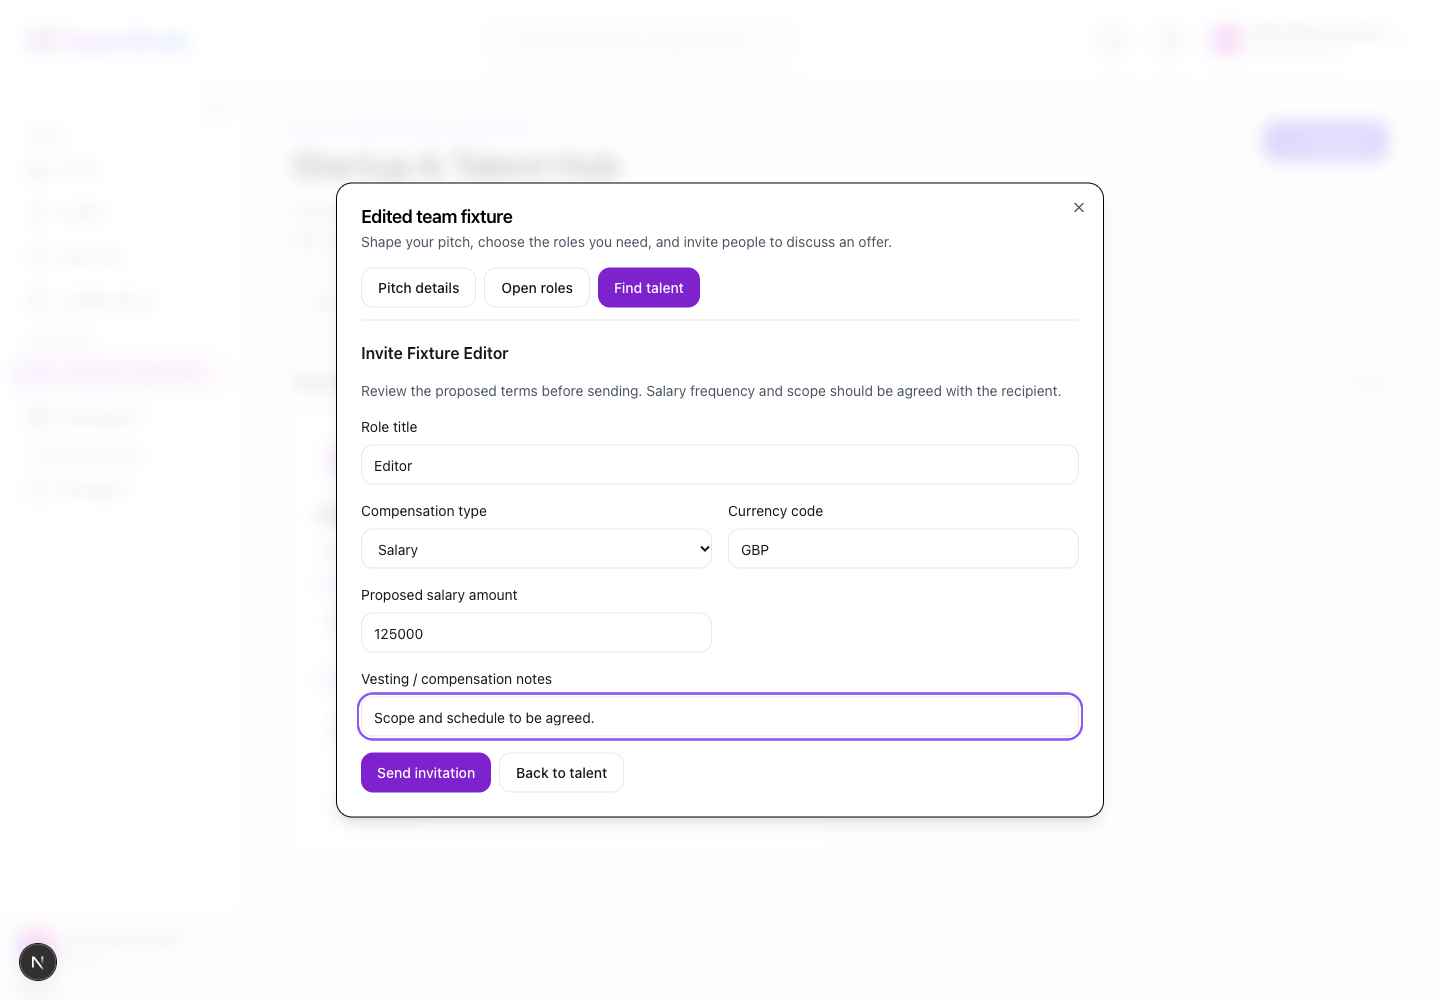 Startup & Talent Hub
Edited team fixture
Shape your pitch, choose the roles you need, and invite people to discuss an offer.
Pitch details
Open roles
Find talent
Invite Fixture Editor
Review the proposed terms before sending. Salary frequency and scope should be agreed with the recipient.
Role title
Editor
Compensation type
Currency code
Salary
GBP
Proposed salary amount
125000
Vesting / compensation notes
Scope and schedule to be agreed.
Send invitation
Back to talent
N